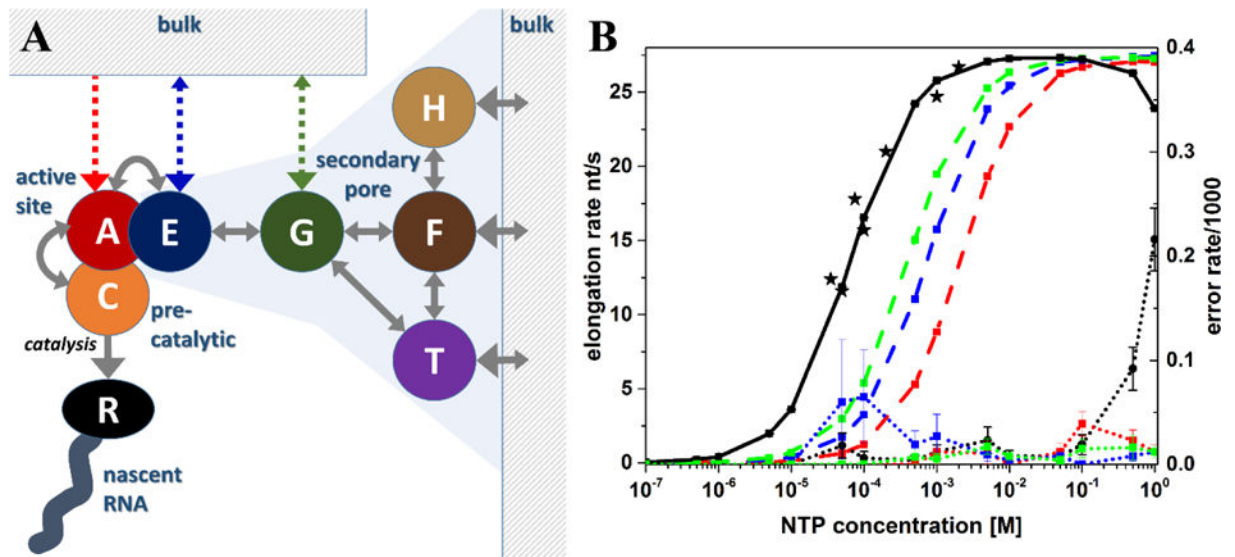 A
bulk
bulk
H
secondary
pore
active
site
A
E
G
F
C
pre-
catalytic
catalysis
T
R
nascent
RNA
B
elongation rate nt/s
25
20
15
10
5
0
10-7
10-6
10-5
10-4
10-3
10-2
10-1
100
NTP concentration [M]
0.4
0.3
0.2
0.1
0.0
error rate/1000